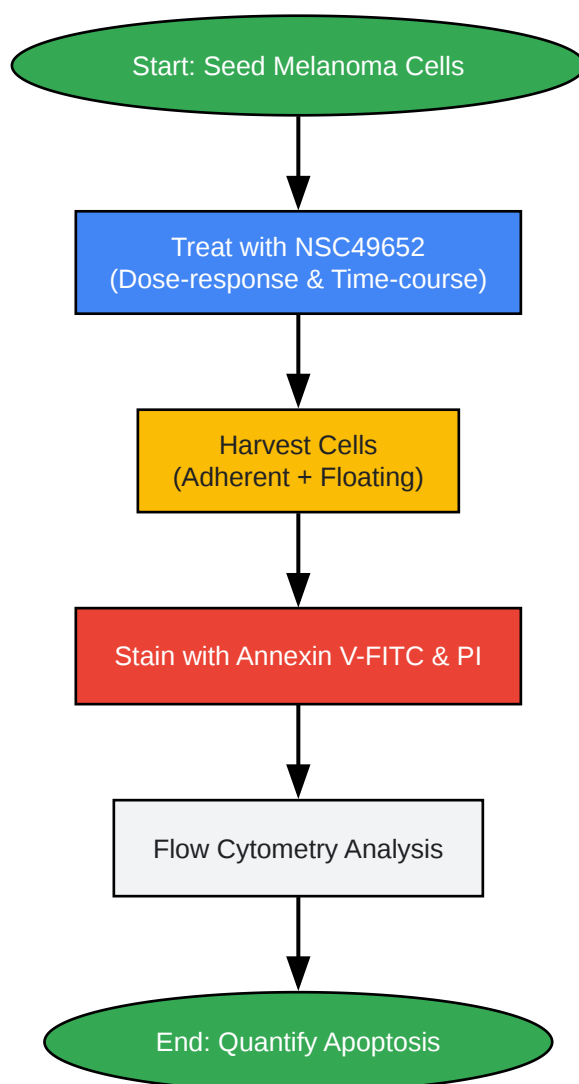 Start: Seed Melanoma Cells
Treat with NSC49652
(Dose-response & Time-course)
Harvest Cells
(Adherent + Floating)
Stain with Annexin V-FITC & PI
Flow Cytometry Analysis
End: Quantify Apoptosis